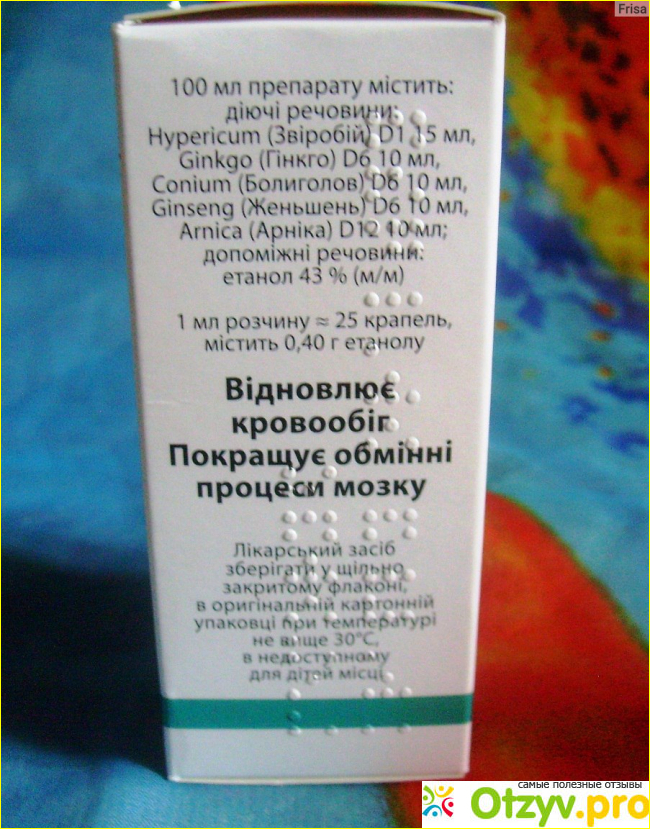 Frisa
100 мл препарату містить:
діючі речовини:
Hypericum (Звіробій) D1 15 мл,
Ginkgo (Гінкго) D6 10 мл,
Conium (Болиголов) D6 10 мл,
Ginseng (Женьшень) D6 10 мл,
Arnica (Арніка) D12 10 мл;
допоміжні речовини:
етанол 43 % (м/м)
1 мл розчину ≈ 25 крапель,
містить 0,40 г етанолу
Відновлює
кровообіг
Покращує обмінні
процеси мозку
Лікарський засіб
зберігати у щільно
закритому флаконі,
в оригінальній картонній
упаковці при температурі
не вище 30°С,
в недоступному
для дітей місці
самые полезные отзывы
Otzyv.pro